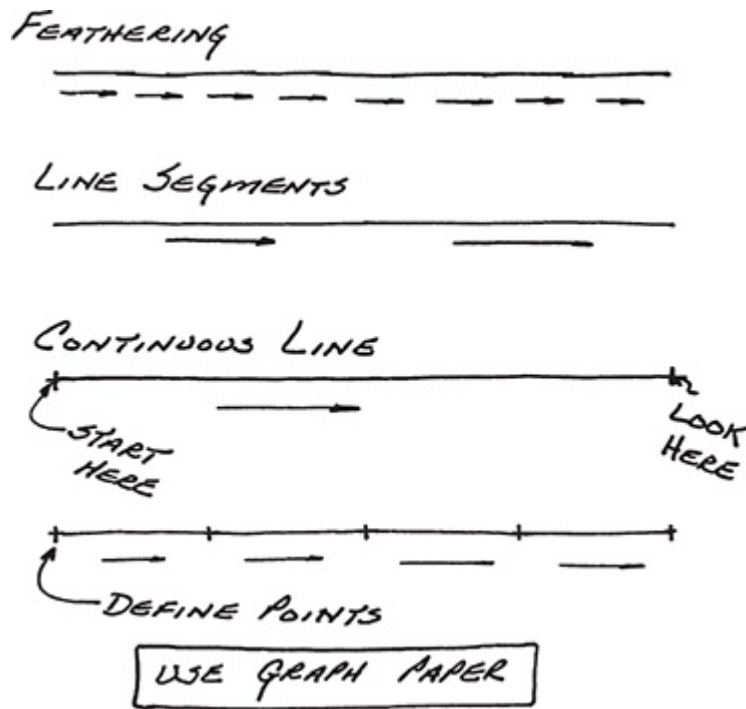 FEATHERING
LINE SEGMENTS
CONTINUOUS LINE
START
HERE
LOOK
HERE
DEFINE POINTS
USE GRAPH PAPER